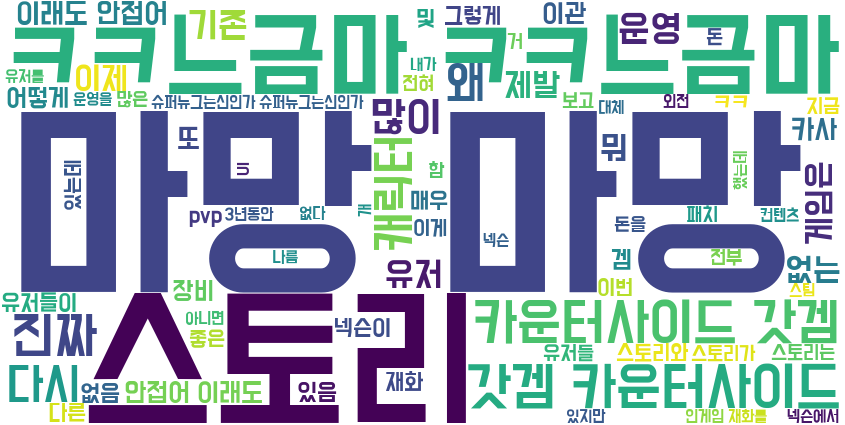 이래도 안접어 기존 및 그렇게 이관 운영 돈
ㅋㅋ느금마 ㅋㅋ느금마
유저를 이제 거 내가 전혀 왜 제발
어떻게 운영을 많은 슈퍼뉴그는신인가 슈퍼뉴그는신인가 많이 보고 대체 외전 ㅋㅋ 지금
또 캐릭터 뭐 카사
마망 마망
있는데 UI 함 했는데 게임은
pvp 3년동안 없다 개 매우 이게 돈을 패치 컨텐츠
나름 넥슨 겜 전부 없는
유저들이 장비 유저 이번 스팀
스토리
진짜 아니면 좋은 넥슨이 카운터사이드 갓겜
유저들 스토리와 스토리가 스토리는
다시 없음 안접어 이래도 있음 재화 갓겜 카운터사이드
다른 있지만 인게임 재화를 넥슨에서